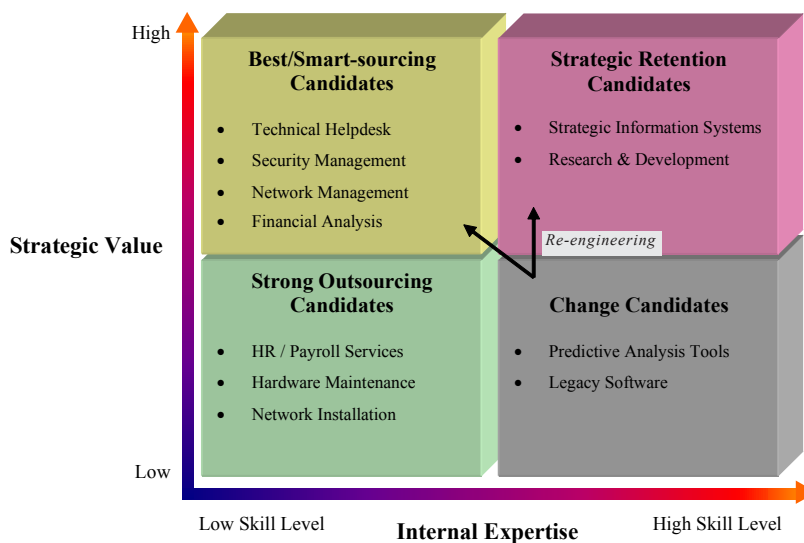 High
Best/Smart-sourcing
Candidates
• Technical Helpdesk
• Security Management
• Network Management
• Financial Analysis
Strategic Retention
Candidates
• Strategic Information Systems
• Research & Development
Re-engineering
Strategic Value
Strong Outsourcing
Candidates
• HR / Payroll Services
• Hardware Maintenance
• Network Installation
Change Candidates
• Predictive Analysis Tools
• Legacy Software
Low
Low Skill Level
Internal Expertise
High Skill Level